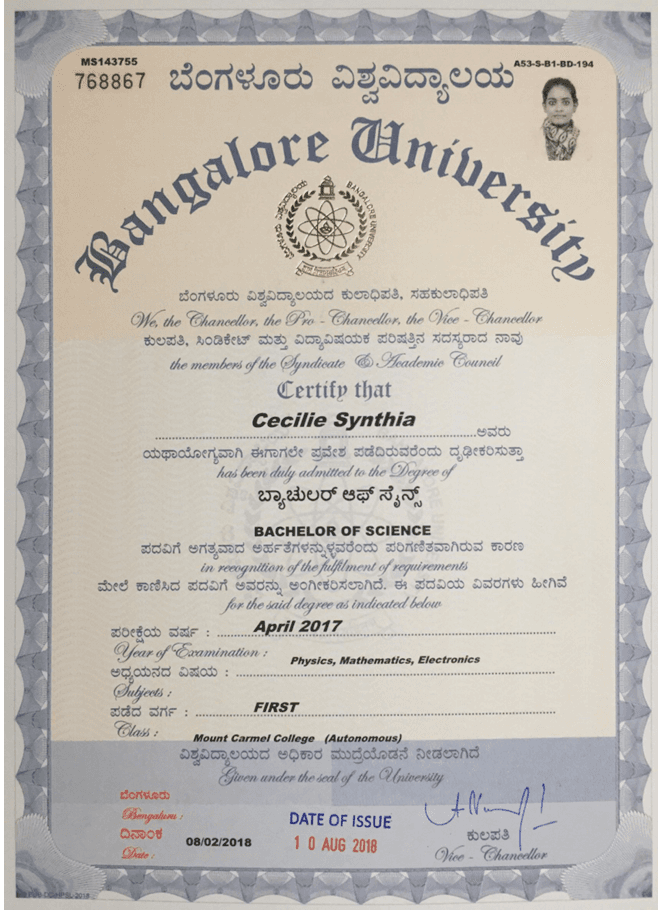 MS143755
768867
A53-S-B1-BD-194
ಬೆಂಗಳೂರು ವಿಶ್ವವಿದ್ಯಾಲಯ
Bangalore University
BANGALORE UNIVERSITY
ಬೆಂಗಳೂರು ವಿಶ್ವವಿದ್ಯಾಲಯದ ಕುಲಾಧಿಪತಿ, ಸಹಕುಲಾಧಿಪತಿ
We, the Chancellor, the Pro - Chancellor, the Vice - Chancellor
ಕುಲಪತಿ, ಸಿಂಡಿಕೇಟ್ ಮತ್ತು ವಿದ್ಯಾವಿಷಯಕ ಪರಿಷತ್ತಿನ ಸದಸ್ಯರಾದ ನಾವು
the members of the Syndicate & Academic Council
Certify that
Cecilie Synthia
ಅವರು
ಯಥಾಯೋಗ್ಯವಾಗಿ ಈಗಾಗಲೇ ಪ್ರವೇಶ ಪಡೆದಿರುವರೆಂದು ದೃಢೀಕರಿಸುತ್ತಾ
has been duly admitted to the Degree of
ಬ್ಯಾಚುಲರ್ ಆಫ್ ಸೈನ್ಸ್
BACHELOR OF SCIENCE
ಪದವಿಗೆ ಅಗತ್ಯವಾದ ಅರ್ಹತೆಗಳನ್ನುಳ್ಳವರೆಂದು ಪರಿಗಣಿತವಾಗಿರುವ ಕಾರಣ
in recognition of the fulfilment of requirements
ಮೇಲೆ ಕಾಣಿಸಿದ ಪದವಿಗೆ ಅವರನ್ನು ಅಂಗೀಕರಿಸಲಾಗಿದೆ. ಈ ಪದವಿಯ ವಿವರಗಳು ಹೀಗಿವೆ
for the said degree as indicated below
ಪರೀಕ್ಷೆಯ ವರ್ಷ : April 2017
Year of Examination :
Physics, Mathematics, Electronics
ಅಧ್ಯಯನದ ವಿಷಯ :
Subjects :
ಪಡೆದ ವರ್ಗ : FIRST
Class :
Mount Carmel College (Autonomous)
ವಿಶ್ವವಿದ್ಯಾಲಯದ ಅಧಿಕಾರ ಮುದ್ರೆಯೊಡನೆ ನೀಡಲಾಗಿದೆ
Given under the seal of the University
ಬೆಂಗಳೂರು
Bengaluru :
ದಿನಾಂಕ
Date :
08/02/2018
DATE OF ISSUE
10 AUG 2018
ಕುಲಪತಿ
Vice - Chancellor